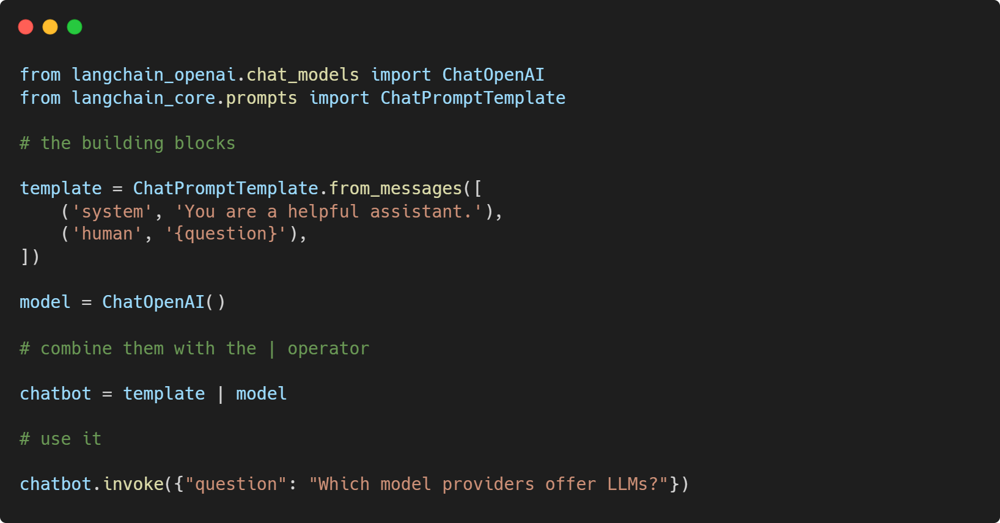 from langchain_openai.chat_models import ChatOpenAI
from langchain_core.prompts import ChatPromptTemplate
# the building blocks
template = ChatPromptTemplate.from_messages([
    ('system', 'You are a helpful assistant.'),
    ('human', '{question}'),
])
model = ChatOpenAI()
# combine them with the | operator
chatbot = template | model
# use it
chatbot.invoke({"question": "Which model providers offer LLMs?"})